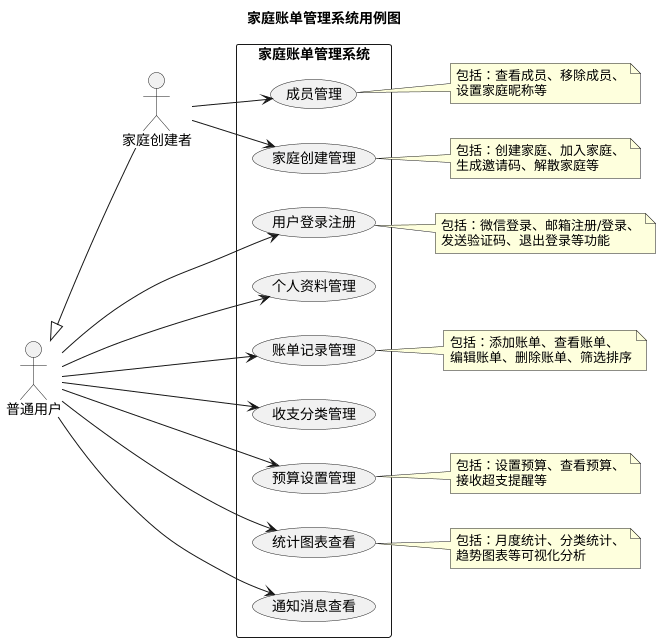 家庭账单管理系统用例图
家庭账单管理系统
成员管理
包括：查看成员、移除成员、
设置家庭昵称等
家庭创建者
家庭创建管理
包括：创建家庭、加入家庭、
生成邀请码、解散家庭等
用户登录注册
包括：微信登录、邮箱注册/登录、
发送验证码、退出登录等功能
个人资料管理
账单记录管理
包括：添加账单、查看账单、
编辑账单、删除账单、筛选排序
普通用户
收支分类管理
预算设置管理
包括：设置预算、查看预算、
接收超支提醒等
统计图表查看
包括：月度统计、分类统计、
趋势图表等可视化分析
通知消息查看